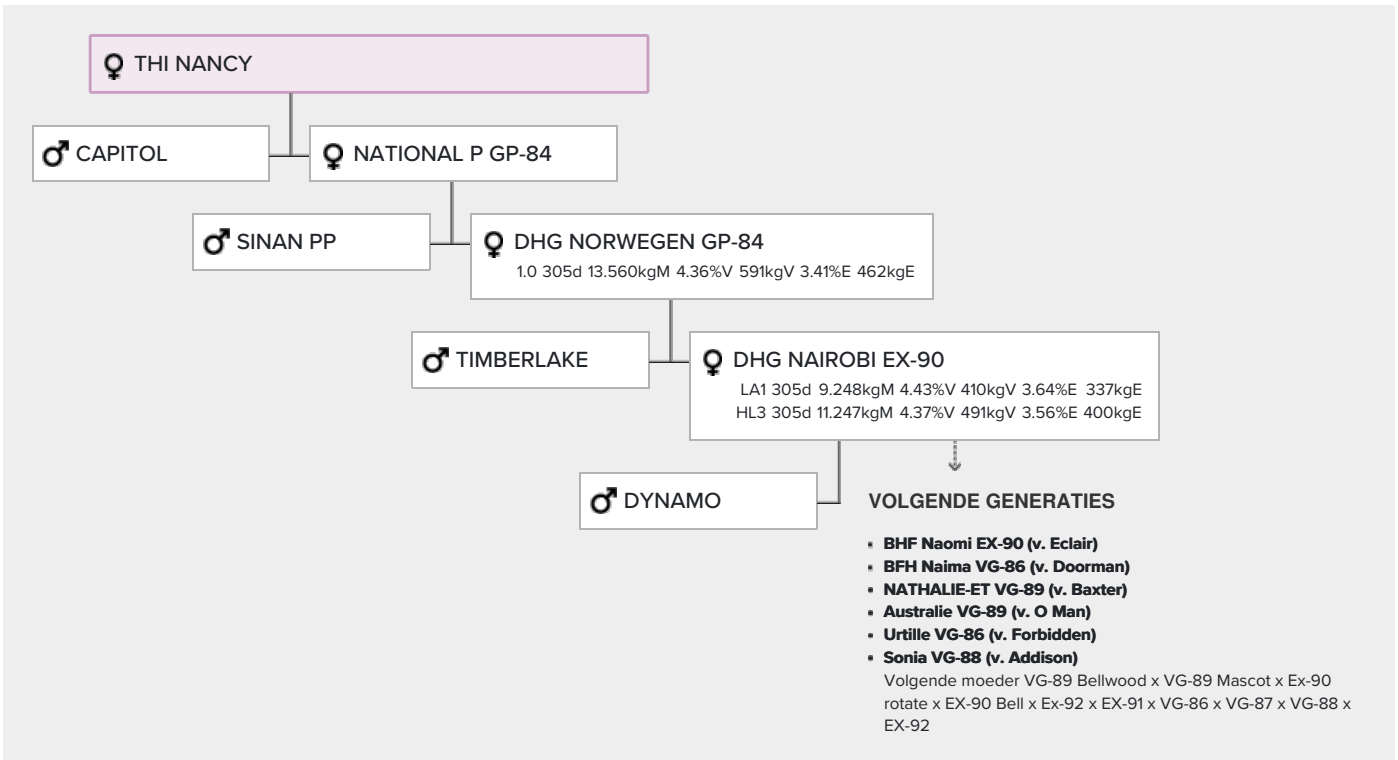 THI NANCY
CAPITOL
NATIONAL P GP-84
SINAN PP
DHG NORWEGEN GP-84
1.0 305d 13.560kgM 4.36%V 591kgV 3.41%E 462kgE
TIMBERLAKE
DHG NAIROBI EX-90
LA1 305d 9.248kgM 4.43%V 410kgV 3.64%E 337kgE
HL3 305d 11.247kgM 4.37%V 491kgV 3.56%E 400kgE
DYNAMO
VOLGENDE GENERATIES
BHF Naomi EX-90 (v. Eclair)
BFH Naima VG-86 (v. Doorman)
NATHALIE-ET VG-89 (v. Baxter)
Australie VG-89 (v. O Man)
Urtille VG-86 (v. Forbidden)
Sonia VG-88 (v. Addison)
Volgende moeder VG-89 Bellwood x VG-89 Mascot x Ex-90
rotate x EX-90 Bell x Ex-92 x EX-91 x VG-86 x VG-87 x VG-88 x
EX-92